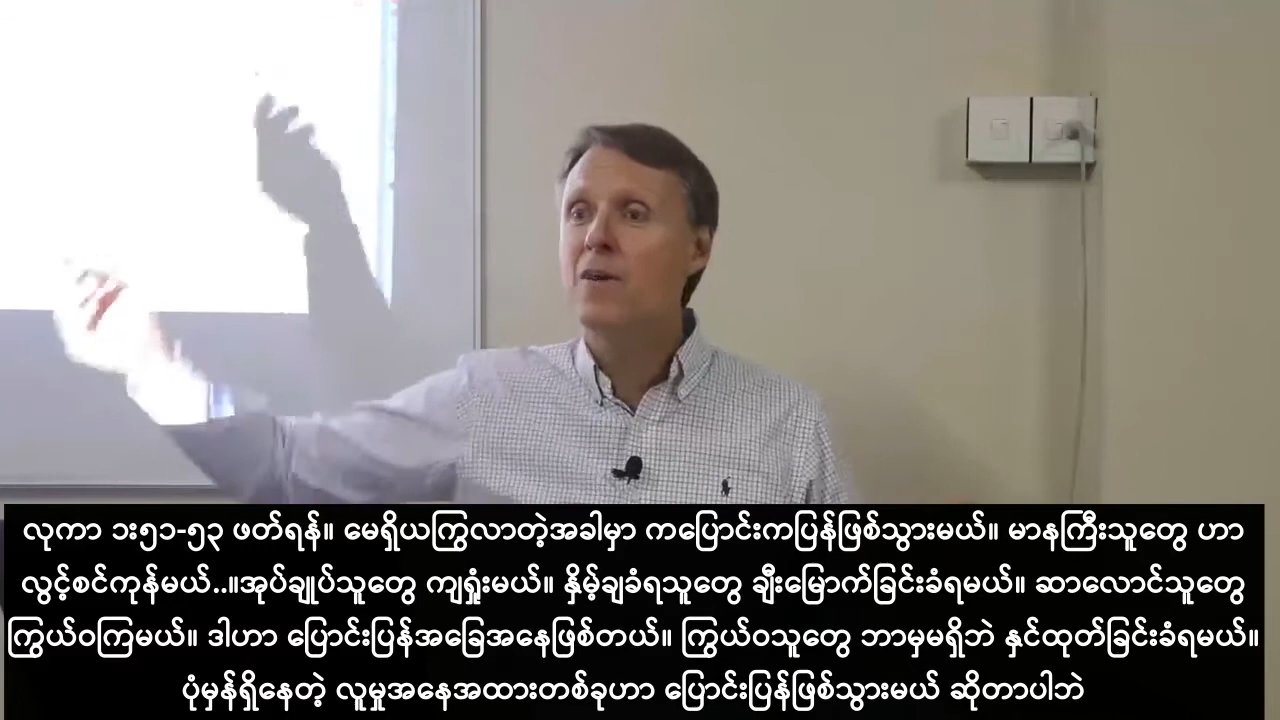 လုကာ ၁း၅၁-၅၃ ဖတ်ရန်။ မေရှိယကြွလာတဲ့အခါမှာ ကပြောင်းကပြန်ဖြစ်သွားမယ်။ မာနကြီးသူတွေ ဟာ
လွင့်စင်ကုန်မယ်..။အုပ်ချုပ်သူတွေ ကျရှုံးမယ်။ နှိမ့်ချခံရသူတွေ ချီးမြှောက်ခြင်းခံရမယ်။ ဆာလောင်သူတွေ
ကြွယ်ဝကြမယ်။ ဒါဟာ ပြောင်းပြန်အခြေအနေဖြစ်တယ်။ ကြွယ်ဝသူတွေ ဘာမှမရှိဘဲ နှင်ထုတ်ခြင်းခံရမယ်။
ပုံမှန်ရှိနေတဲ့ လူမှုအနေအထားတစ်ခုဟာ ပြောင်းပြန်ဖြစ်သွားမယ် ဆိုတာပါဘဲ